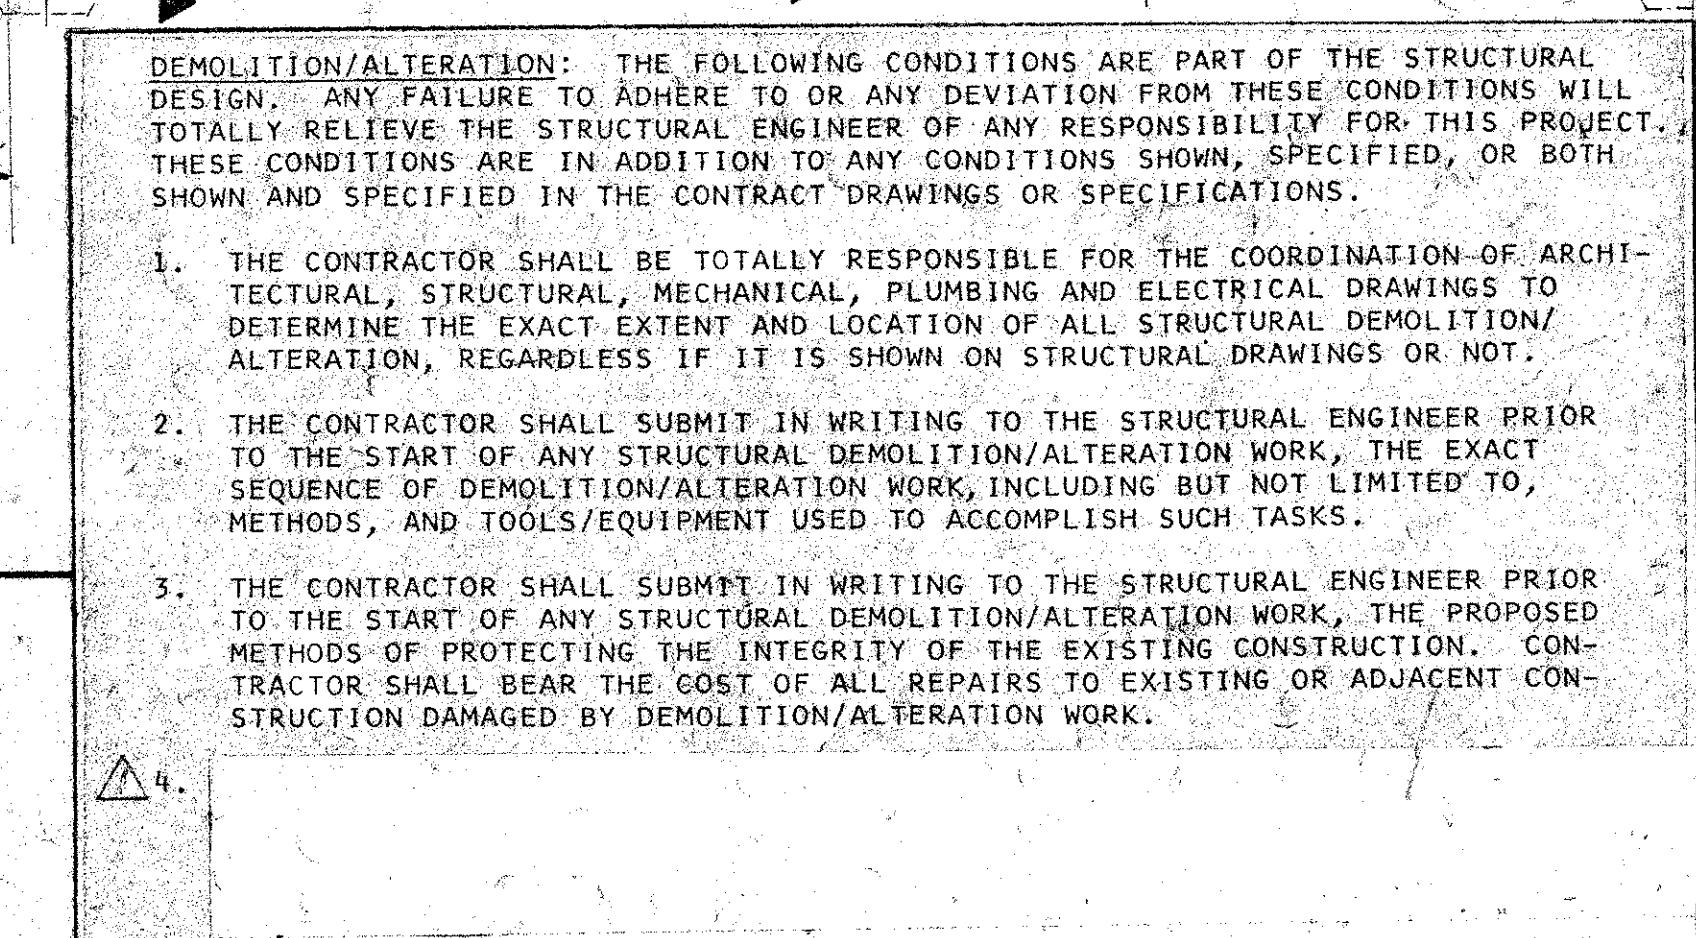 DEMOLITION/ALTERATION: THE FOLLOWING CONDITIONS ARE PART OF THE STRUCTURAL
DESIGN. ANY FAILURE TO ADHERE TO OR ANY DEVIATION FROM THESE CONDITIONS WILL
TOTALLY RELIEVE THE STRUCTURAL ENGINEER OF ANY RESPONSIBILITY FOR THIS PROJECT.
THESE CONDITIONS ARE IN ADDITION TO ANY CONDITIONS SHOWN, SPECIFIED, OR BOTH
SHOWN AND SPECIFIED IN THE CONTRACT DRAWINGS OR SPECIFICATIONS.
1. THE CONTRACTOR SHALL BE TOTALLY RESPONSIBLE FOR THE COORDINATION OF ARCHI-
TECTURAL, STRUCTURAL, MECHANICAL, PLUMBING AND ELECTRICAL DRAWINGS TO
DETERMINE THE EXACT EXTENT AND LOCATION OF ALL STRUCTURAL DEMOLITION/
ALTERATION, REGARDLESS IF IT IS SHOWN ON STRUCTURAL DRAWINGS OR NOT.
2. THE CONTRACTOR SHALL SUBMIT IN WRITING TO THE STRUCTURAL ENGINEER PRIOR
TO THE START OF ANY STRUCTURAL DEMOLITION/ALTERATION WORK, THE EXACT
SEQUENCE OF DEMOLITION/ALTERATION WORK, INCLUDING BUT NOT LIMITED TO,
METHODS, AND TOOLS/EQUIPMENT USED TO ACCOMPLISH SUCH TASKS.
3. THE CONTRACTOR SHALL SUBMIT IN WRITING TO THE STRUCTURAL ENGINEER PRIOR
TO THE START OF ANY STRUCTURAL DEMOLITION/ALTERATION WORK, THE PROPOSED
METHODS OF PROTECTING THE INTEGRITY OF THE EXISTING CONSTRUCTION. CON-
TRACTOR SHALL BEAR THE COST OF ALL REPAIRS TO EXISTING OR ADJACENT CON-
STRUCTION DAMAGED BY DEMOLITION/ALTERATION WORK.
1 4.